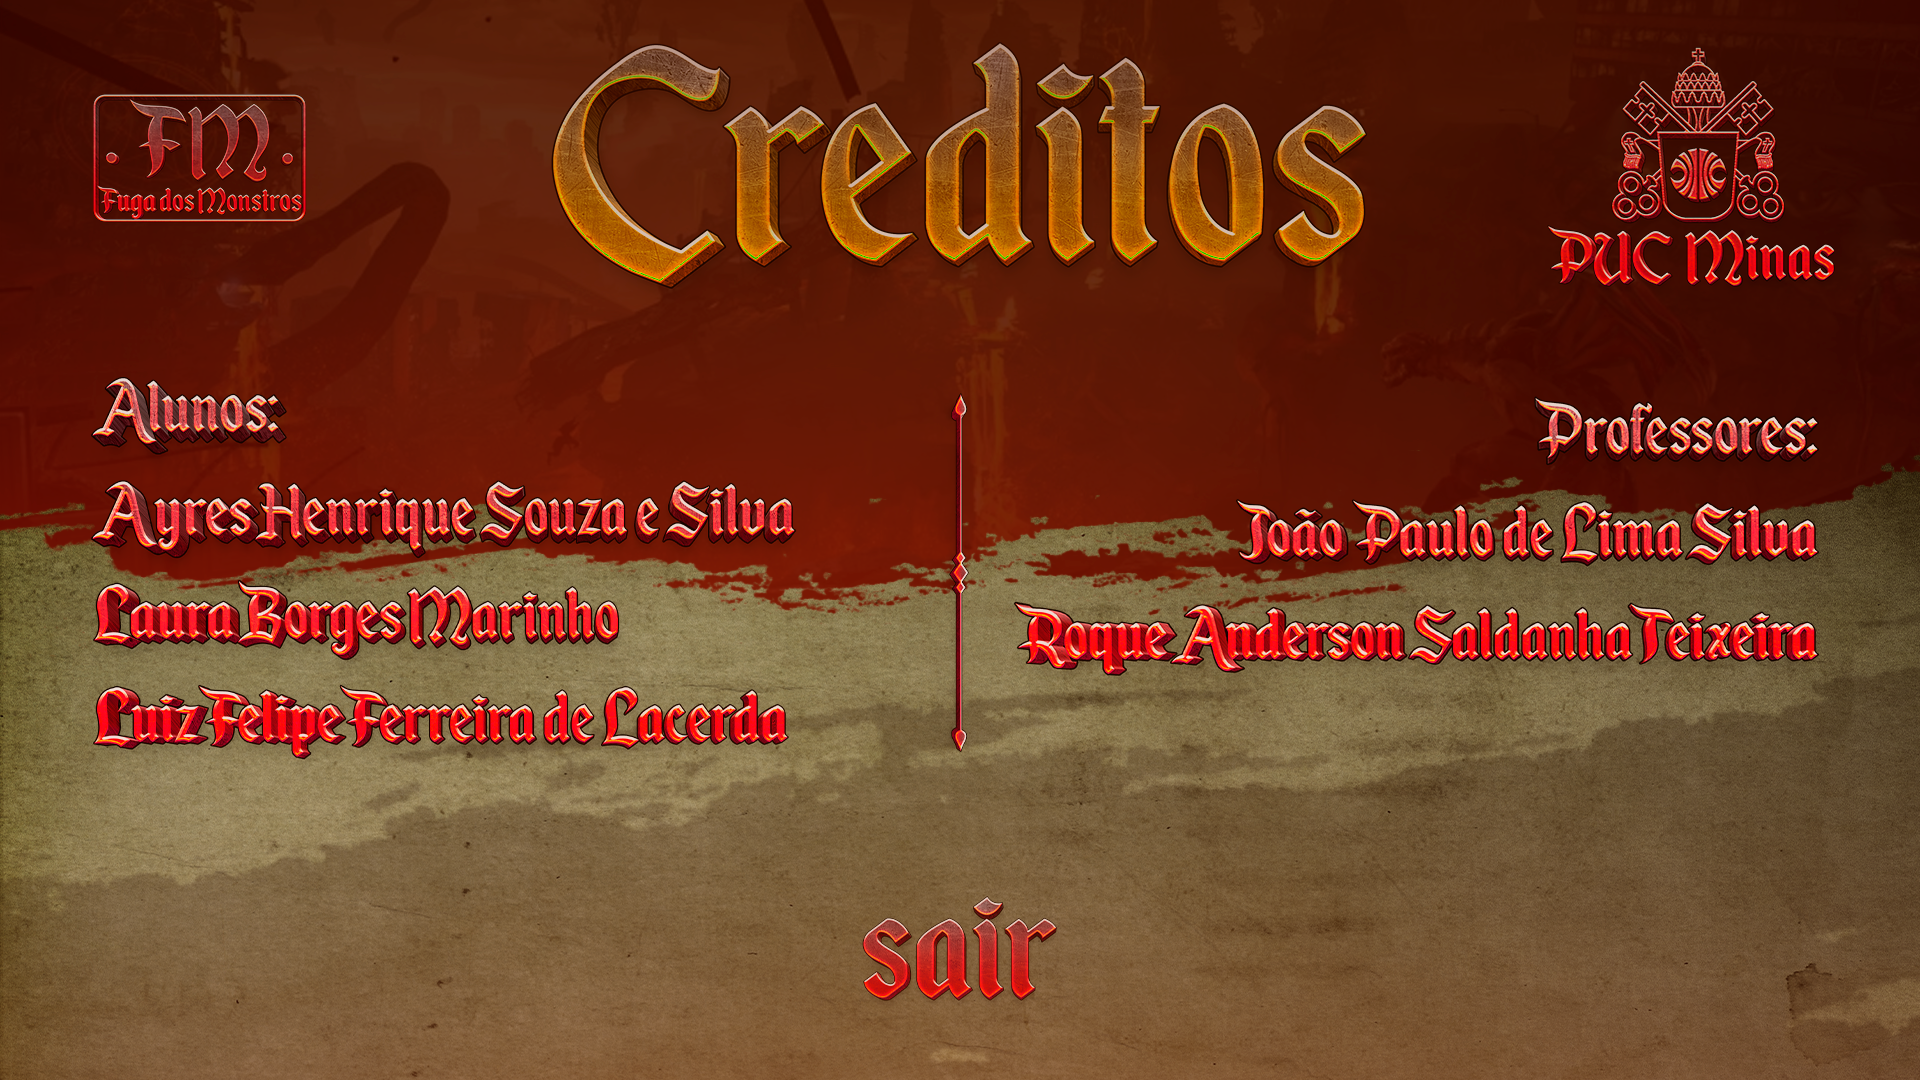 Creditos
FM
Fuga dos Monstros
PUC Minas
Alunos:
Ayres Henrique Souza e Silva
Laura Borges Marinho
Luiz Felipe Ferreira de Lacerda
Professores:
João Paulo de Lima Silva
Roque Anderson Saldanha Teixeira
sair